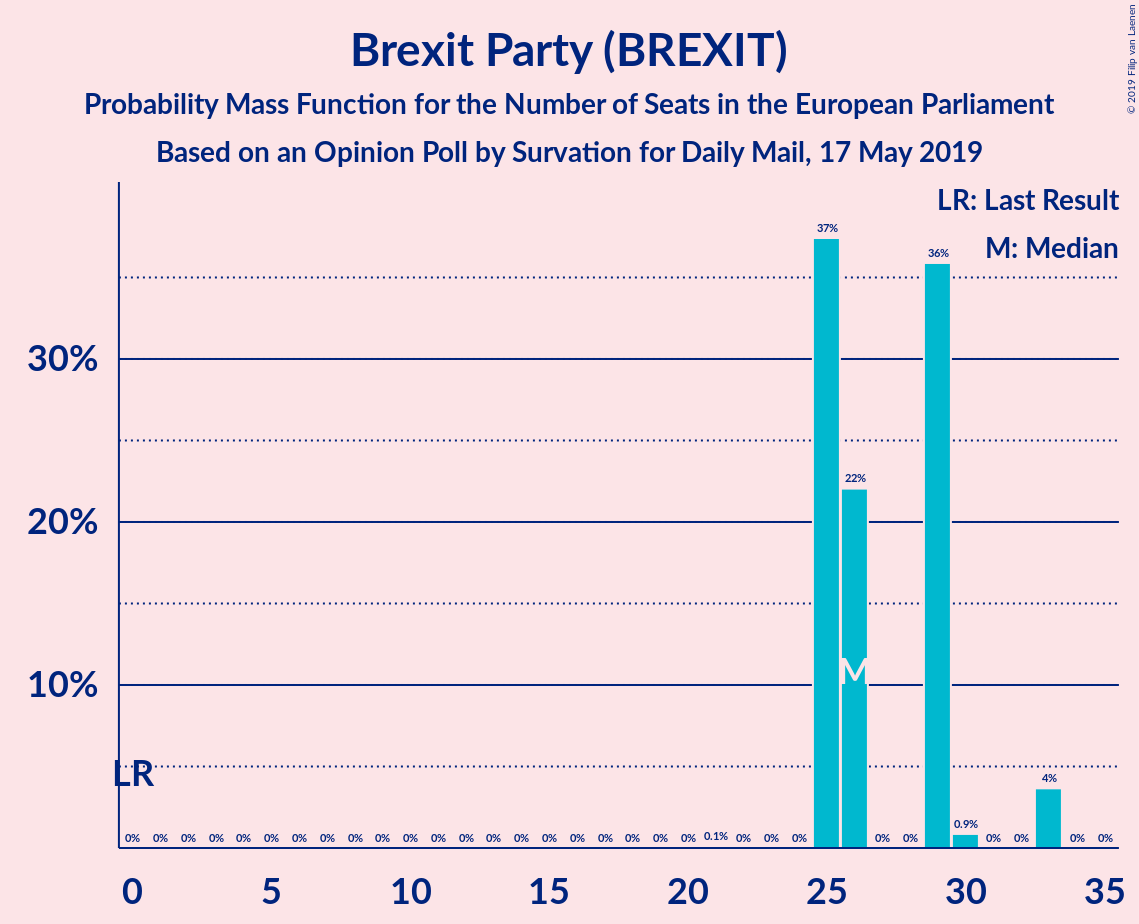 Brexit Party (BREXIT)
Probability Mass Function for the Number of Seats in the European Parliament
Based on an Opinion Poll by Survation for Daily Mail, 17 May 2019
© 2019 Filip van Laenen
LR: Last Result
M: Median
30%
20%
10%
LR
M
0% 0% 0% 0% 0% 0% 0% 0% 0% 0% 0% 0% 0% 0% 0% 0% 0% 0% 0% 0% 0% 0.1% 0% 0% 0% 37% 22% 0% 0% 36% 0.9% 0% 0% 4% 0% 0%
0 5 10 15 20 25 30 35